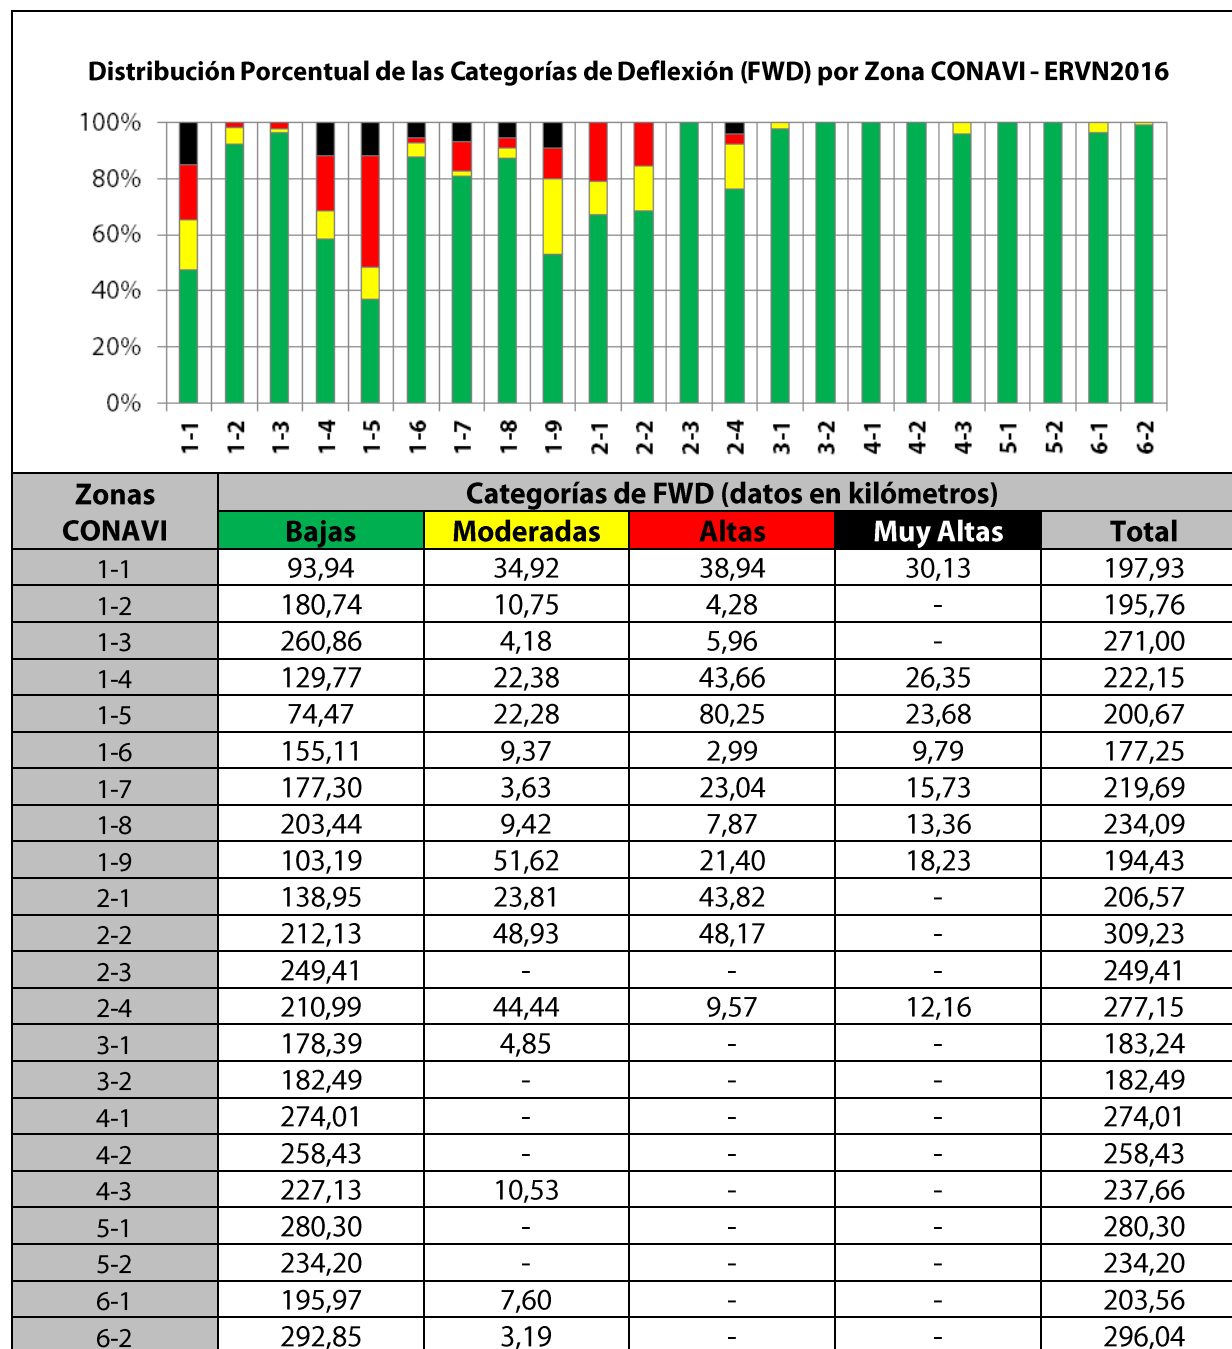 Distribución Porcentual de las Categorías de Deflexión (FWD) por Zona CONAVI - ERVN2016
100%
80%
60%
40%
20%
0%
1-1 1-2 1-3 1-4 1-5 1-6 1-7 1-8 1-9 2-1 2-2 2-3 2-4 3-1 3-2 4-1 4-2 4-3 5-1 5-2 6-1 6-2
Zonas CONAVI Categorías de FWD (datos en kilómetros)
Bajas Moderadas Altas Muy Altas Total
1-1 93,94 34,92 38,94 30,13 197,93
1-2 180,74 10,75 4,28 - 195,76
1-3 260,86 4,18 5,96 - 271,00
1-4 129,77 22,38 43,66 26,35 222,15
1-5 74,47 22,28 80,25 23,68 200,67
1-6 155,11 9,37 2,99 9,79 177,25
1-7 177,30 3,63 23,04 15,73 219,69
1-8 203,44 9,42 7,87 13,36 234,09
1-9 103,19 51,62 21,40 18,23 194,43
2-1 138,95 23,81 43,82 - 206,57
2-2 212,13 48,93 48,17 - 309,23
2-3 249,41 - - - 249,41
2-4 210,99 44,44 9,57 12,16 277,15
3-1 178,39 4,85 - - 183,24
3-2 182,49 - - - 182,49
4-1 274,01 - - - 274,01
4-2 258,43 - - - 258,43
4-3 227,13 10,53 - - 237,66
5-1 280,30 - - - 280,30
5-2 234,20 - - - 234,20
6-1 195,97 7,60 - - 203,56
6-2 292,85 3,19 - - 296,04